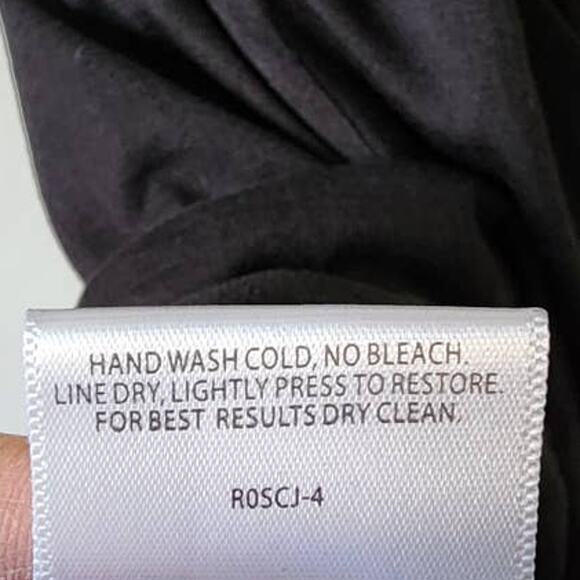 HAND WASH COLD, NO BLEACH.
LINE DRY, LIGHTLY PRESS TO RESTORE.
FOR BEST RESULTS DRY CLEAN.
R0SCJ-4